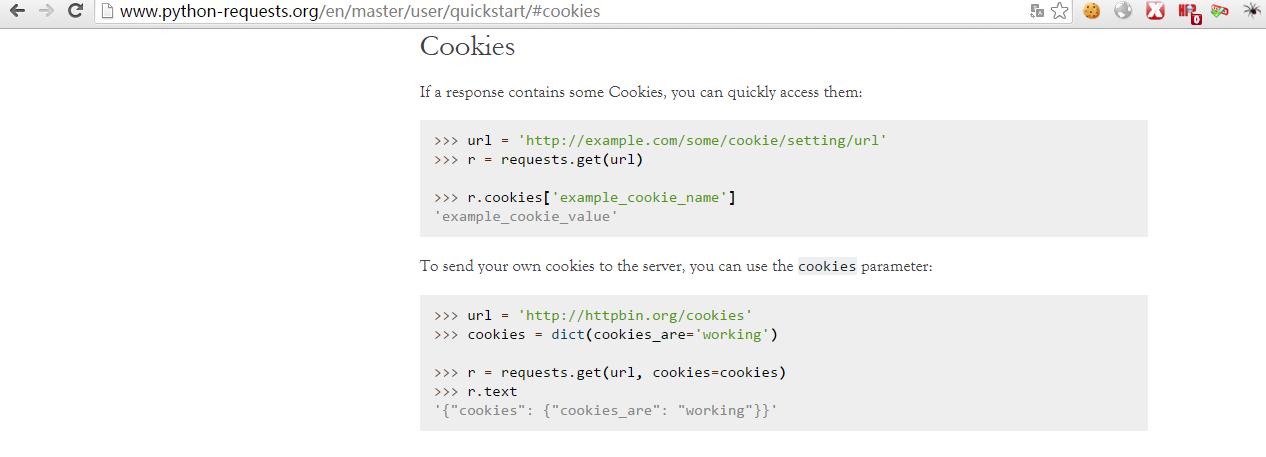 www.python-requests.org/en/master/user/quickstart/#cookies
Cookies
If a response contains some Cookies, you can quickly access them:
>>> url = 'http://example.com/some/cookie/setting/url'
>>> r = requests.get(url)
>>> r.cookies['example_cookie_name']
'example_cookie_value'
To send your own cookies to the server, you can use the cookies parameter:
>>> url = 'http://httpbin.org/cookies'
>>> cookies = dict(cookies_are='working')
>>> r = requests.get(url, cookies=cookies)
>>> r.text
'{"cookies": {"cookies_are": "working"}}'